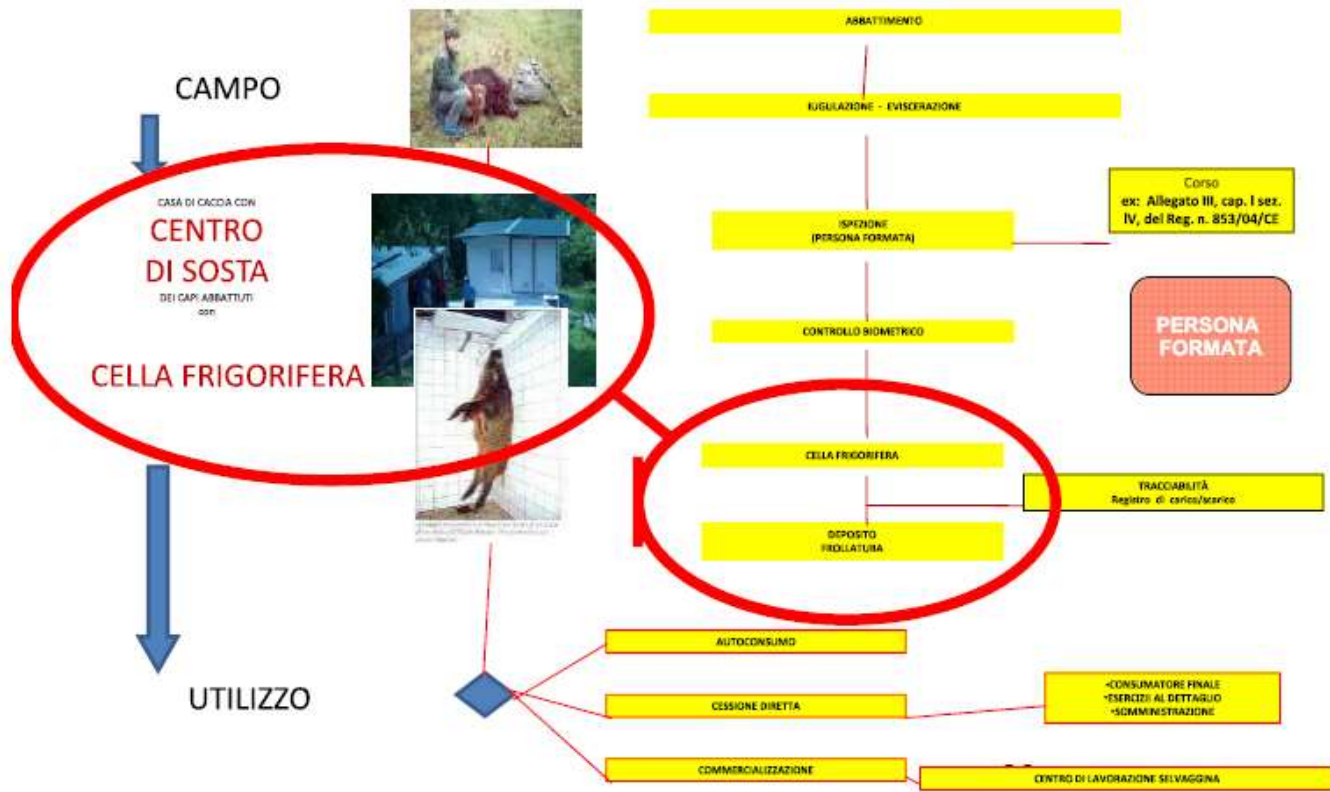 CAMPO
CASA DI CACCIA CON
CENTRO
DI SOSTA
DEI CAPI ABBATTUTI
con
CELLA FRIGORIFERA
UTILIZZO
ABBATTIMENTO
IUGULAZIONE - EVISCERAZIONE
ISPEZIONE
(PERSONA FORMATA)
Corso
ex: Allegato III, cap. I sez.
IV, del Reg. n. 853/04/CE
PERSONA
FORMATA
CONTROLLO BIOMETRICO
CELLA FRIGORIFERA
TRACCIABILITÀ
Registro di carico/scarico
DEPOSITO
FROLLATURA
AUTOCONSUMO
CESSIONE DIRETTA
•CONSUMATORE FINALE
•ESERCIZI AL DETTAGLIO
•SOMMINISTRAZIONE
COMMERCIALIZZAZIONE
CENTRO DI LAVORAZIONE SELVAGGINA